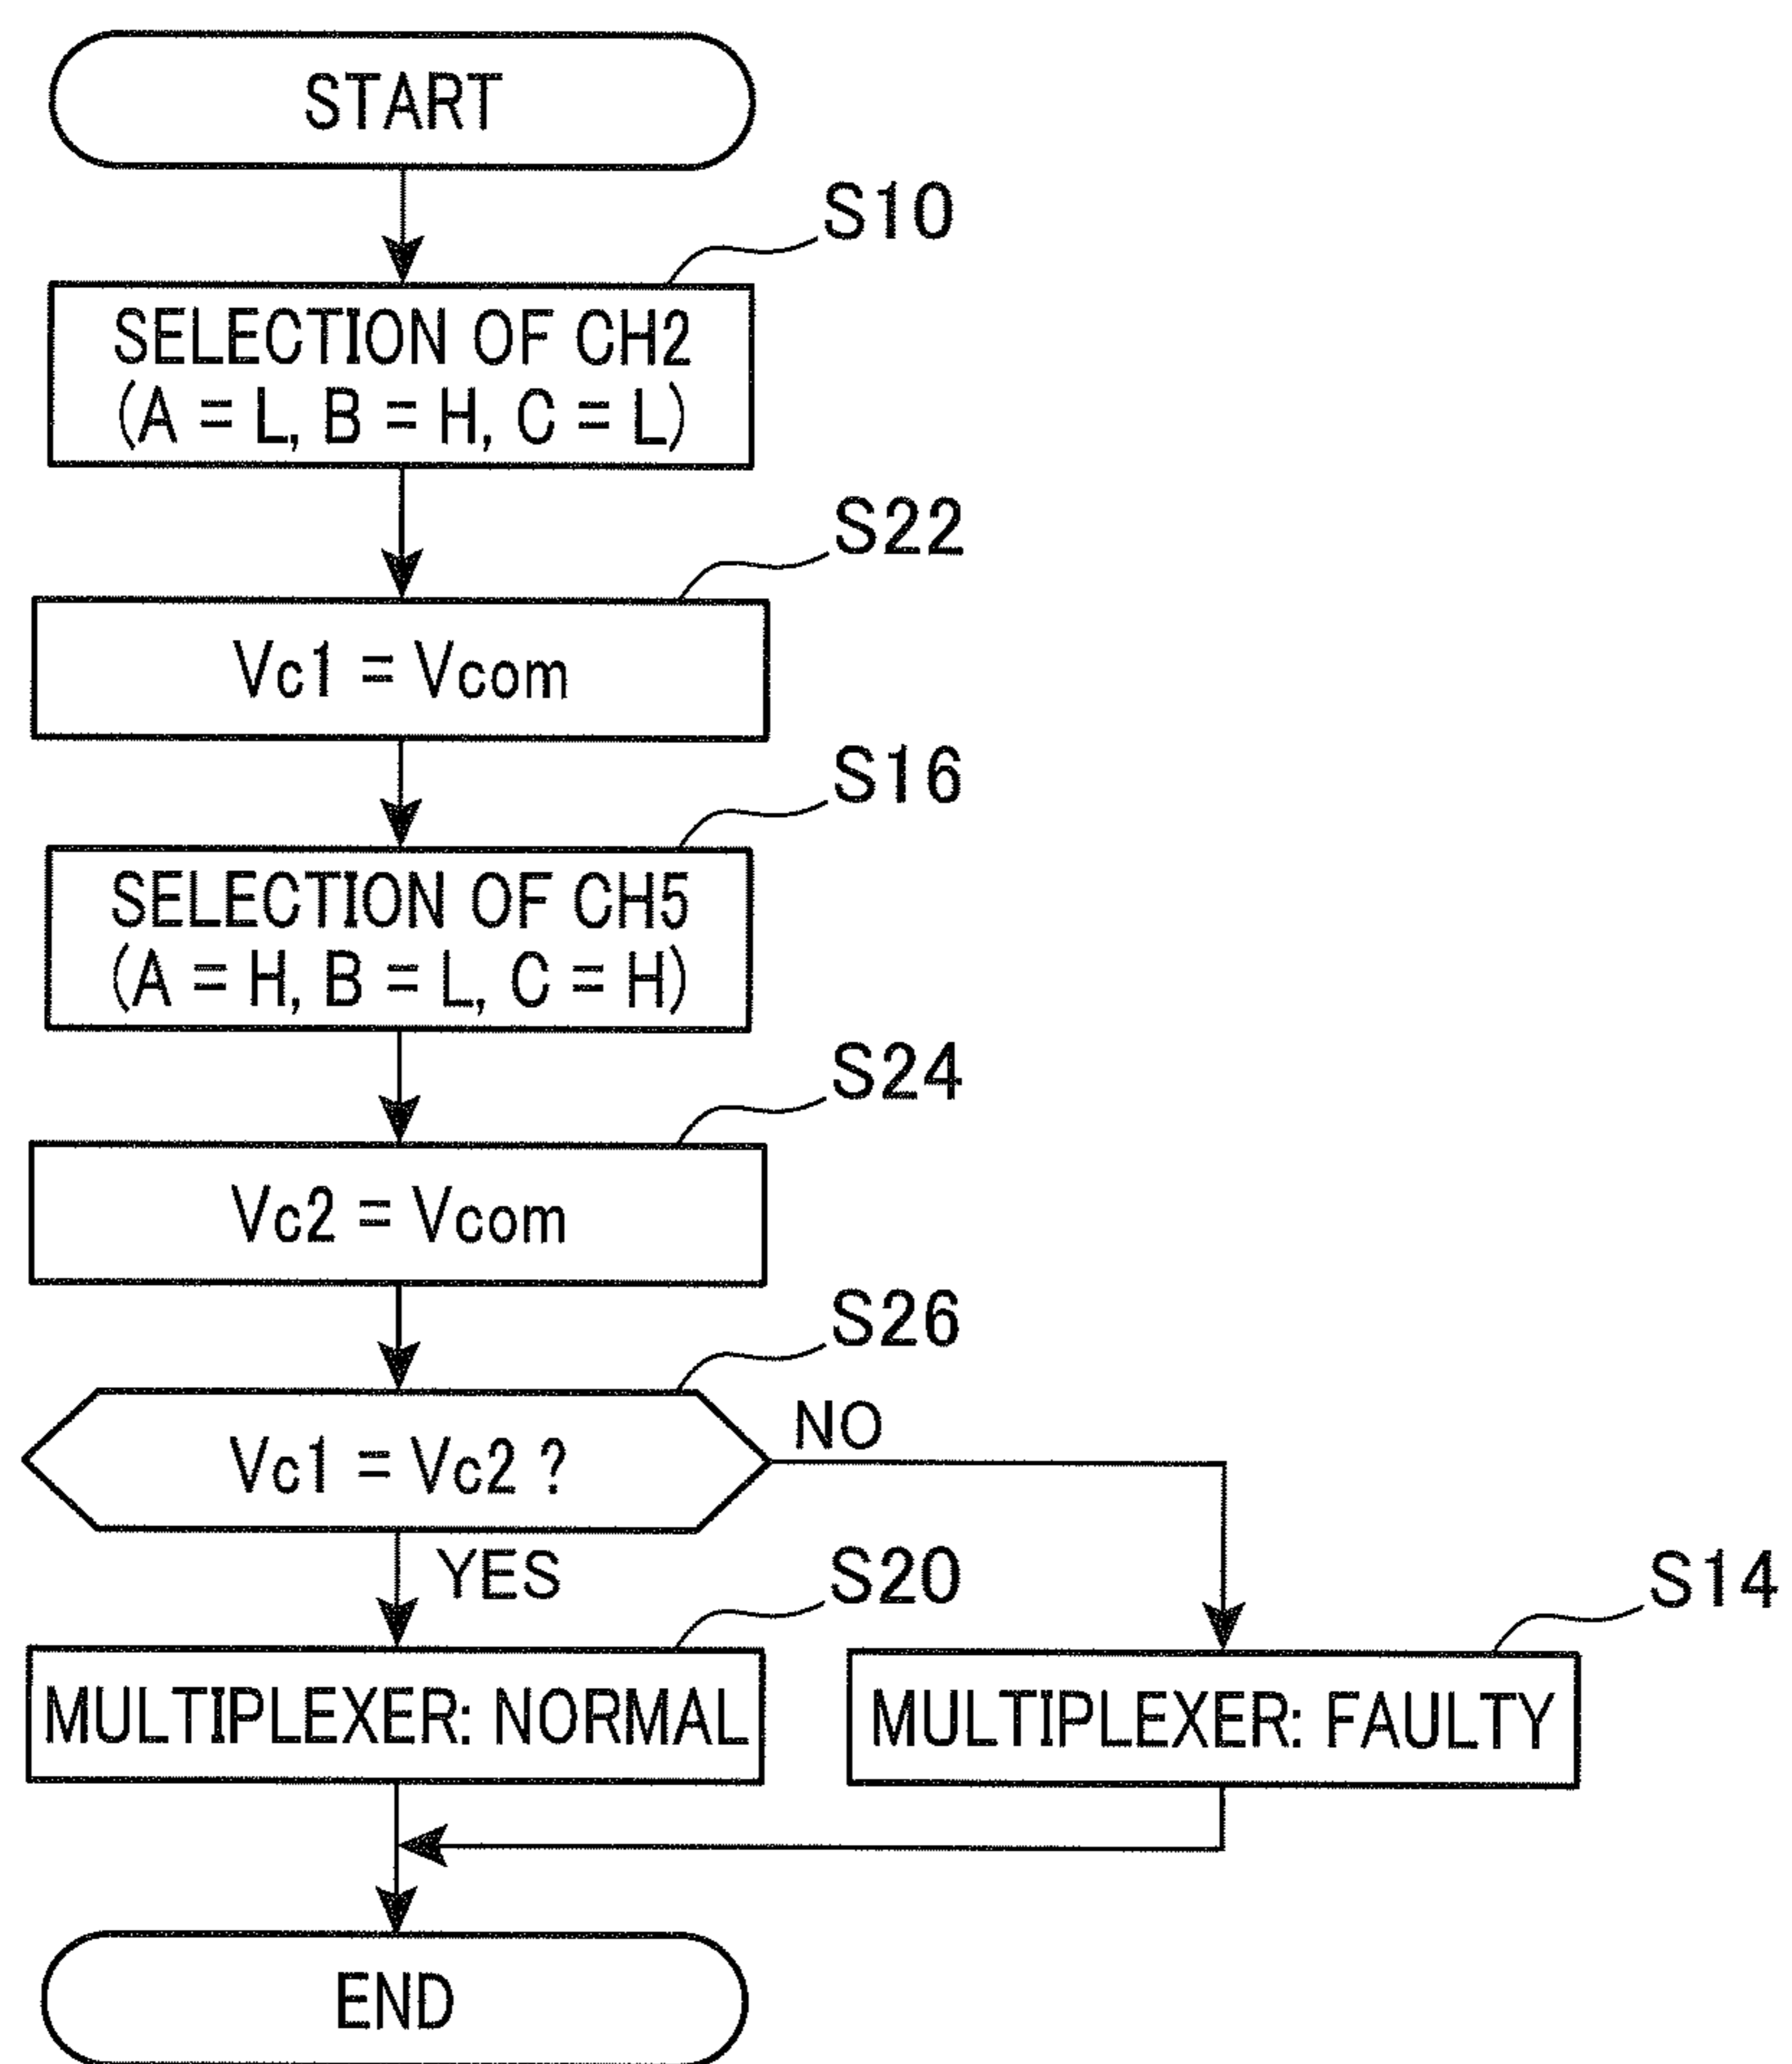 START
S10
SELECTION OF CH2
(A = L, B = H, C = L)
S22
Vc1 = Vcom
S16
SELECTION OF CH5
(A = H, B = L, C = H)
S24
Vc2 = Vcom
S26
Vc1 = Vc2 ?
NO
YES
S20
S14
MULTIPLEXER: NORMAL
MULTIPLEXER: FAULTY
END